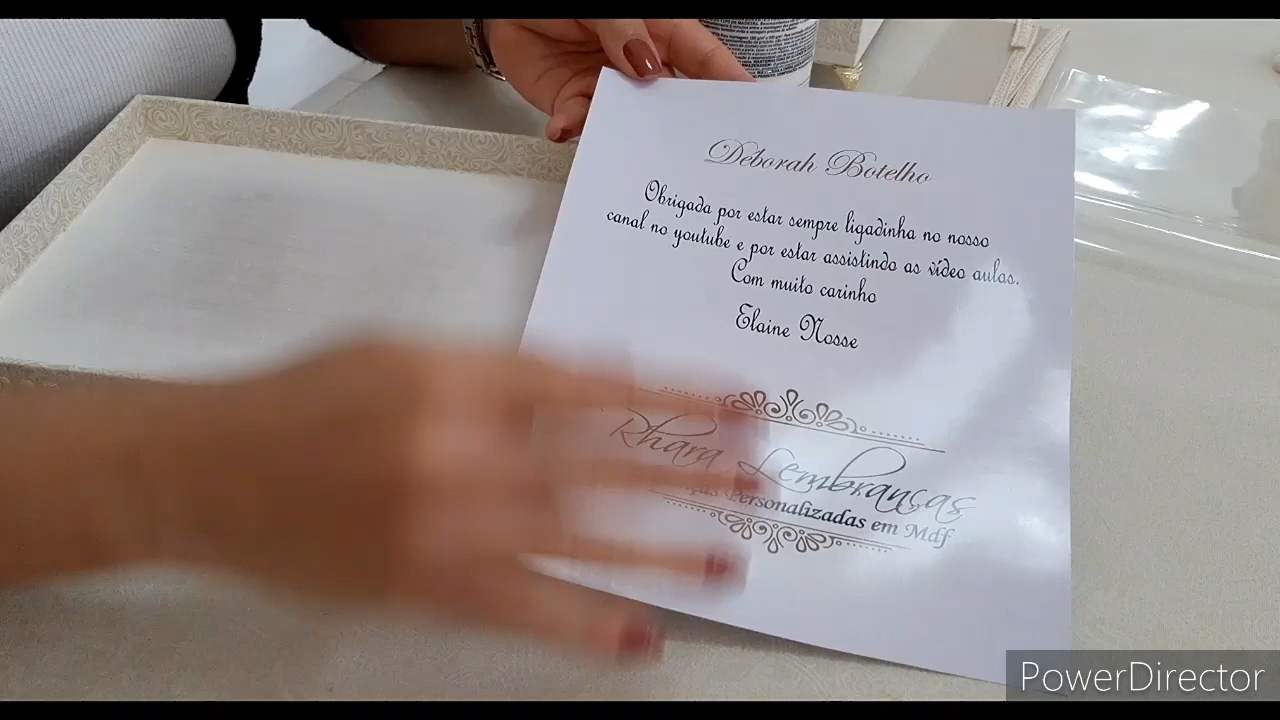 Déborah Botelho
Obrigada por estar sempre ligadinha no nosso
canal no youtube e por estar assistindo as vídeo aulas.
Com muito carinho
Elaine Nosse
Rhara Lembranças
Personalizadas em Mdf
PowerDirector